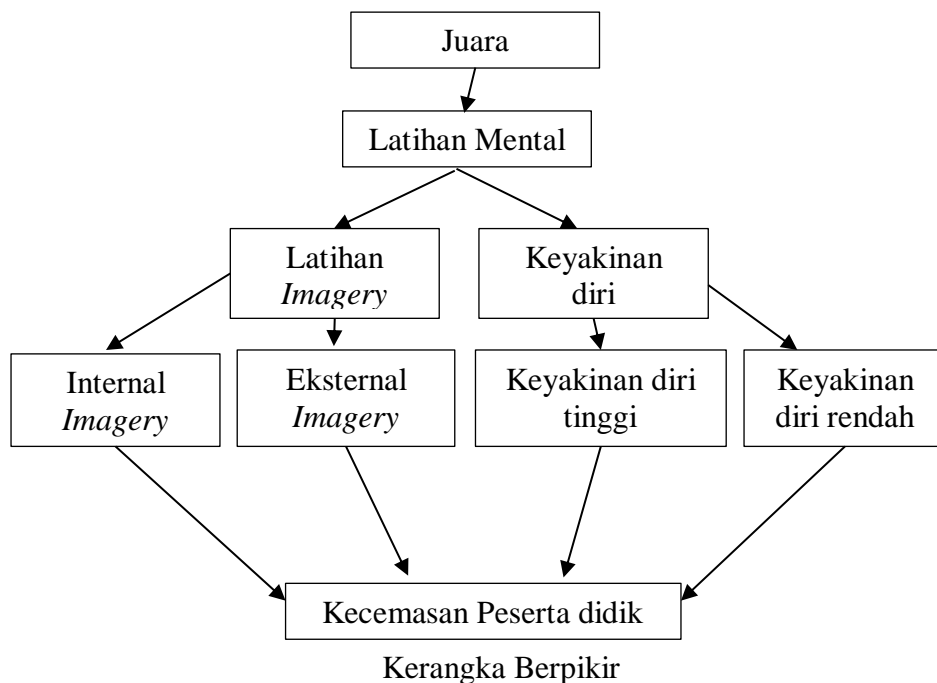 Juara
Latihan Mental
Latihan
Imagery
Keyakinan
diri
Internal
Imagery
Eksternal
Imagery
Keyakinan diri
tinggi
Keyakinan
diri rendah
Kecemasan Peserta didik
Kerangka Berpikir